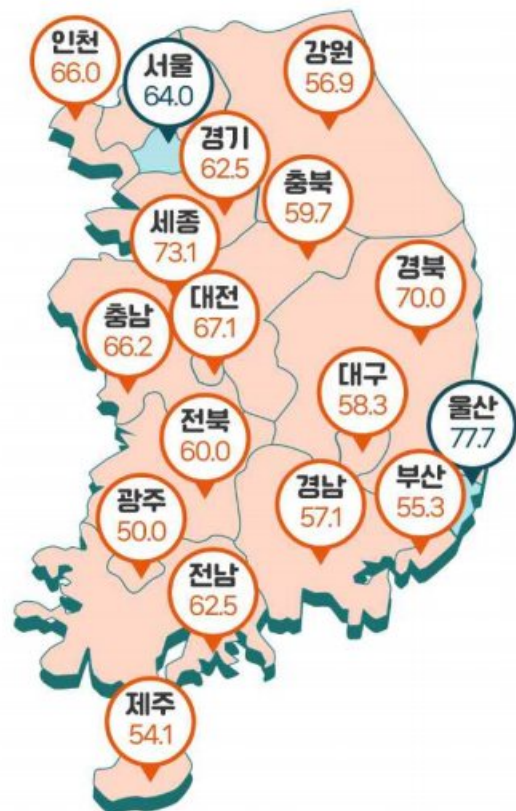 인천
66.0
서울
64.0
강원
56.9
경기
62.5
충북
59.7
세종
73.1
경북
70.0
대전
67.1
충남
66.2
대구
58.3
울산
77.7
전북
60.0
경남
57.1
부산
55.3
광주
50.0
전남
62.5
제주
54.1